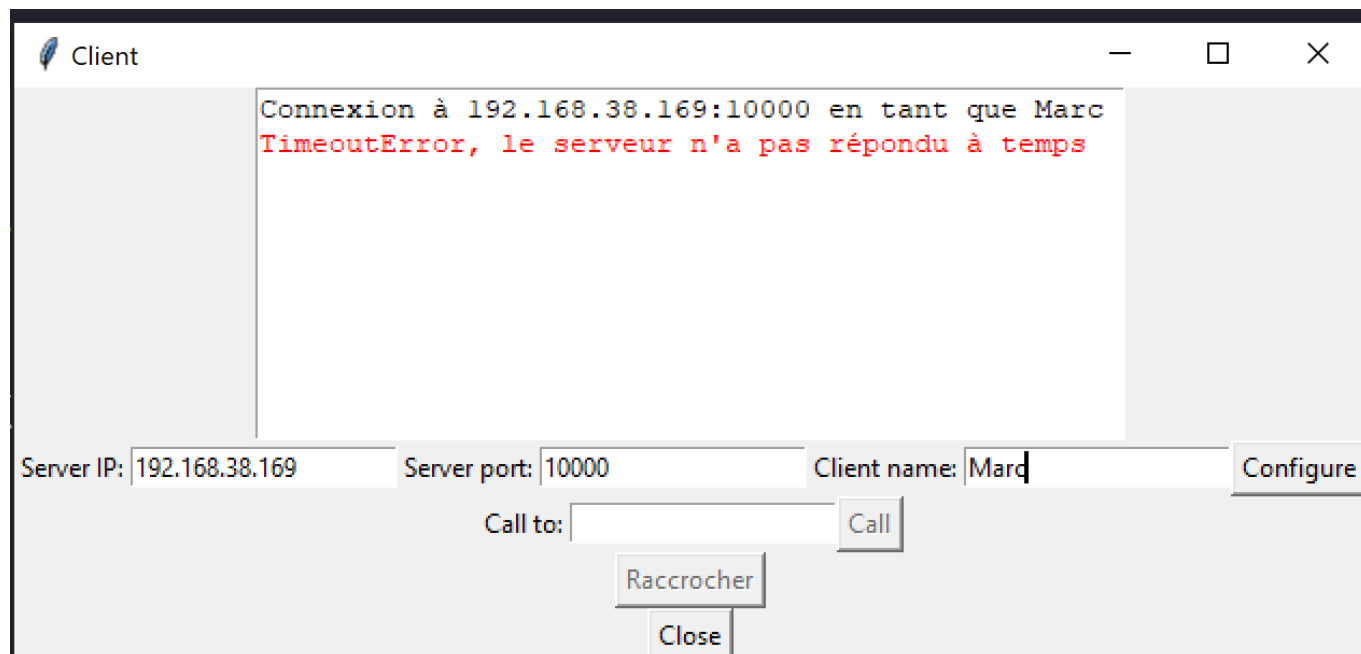 Client
Connexion à 192.168.38.169:10000 en tant que Marc
TimeoutError, le serveur n'a pas répondu à temps
Server IP: 192.168.38.169 Server port: 10000 Client name: Marc Configure
Call to: Call
Raccrocher
Close